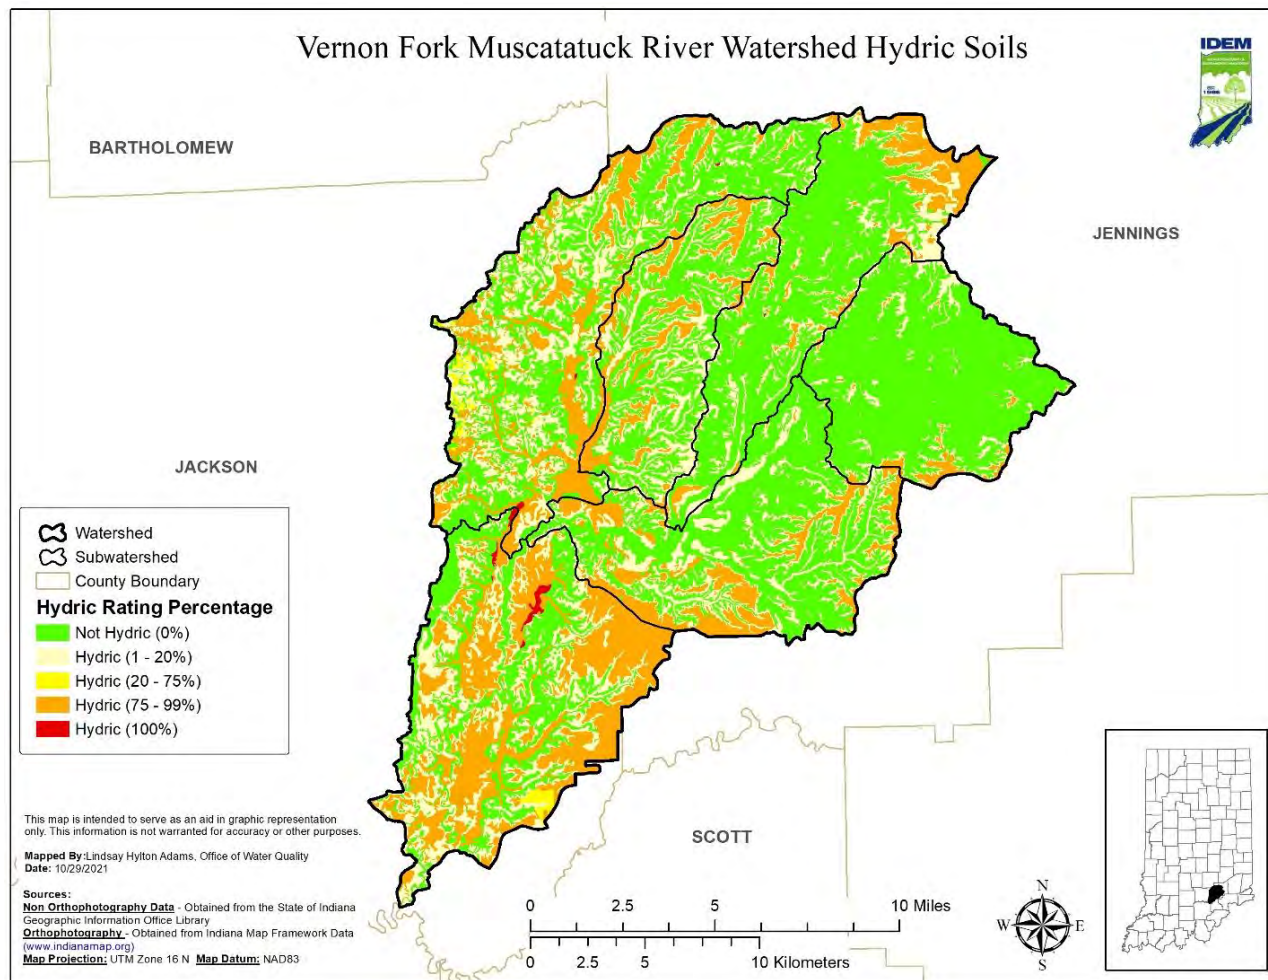 Vernon Fork Muscatatuck River Watershed Hydric Soils
IDEM
BARTHOLOMEW
JENNINGS
JACKSON
SCOTT
Watershed
Subwatershed
County Boundary
Hydric Rating Percentage
Not Hydric (0%)
Hydric (1 - 20%)
Hydric (20 - 75%)
Hydric (75 - 99%)
Hydric (100%)
This map is intended to serve as an aid in graphic representation
only. This information is not warranted for accuracy or other purposes.
Mapped By:Lindsay Hylton Adams, Office of Water Quality
Date: 10/29/2021
Sources:
Non Orthophotography Data - Obtained from the State of Indiana
Geographic Information Office Library
Orthophotography - Obtained from Indiana Map Framework Data
(www.indianamap.org)
Map Projection: UTM Zone 16 N Map Datum: NAD83
0 2.5 5 10 Miles
0 2.5 5 10 Kilometers
N
W E
S